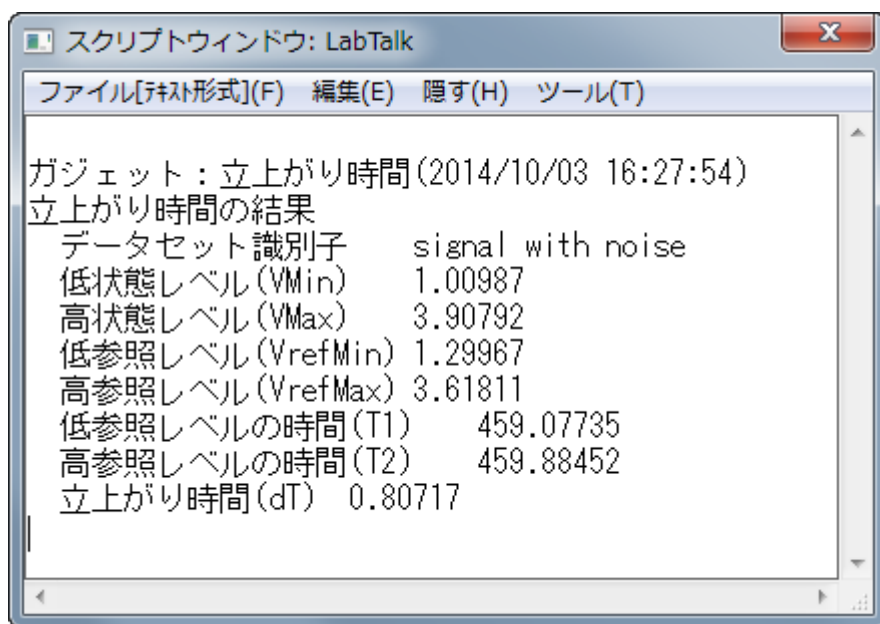 スクリプトウィンドウ: LabTalk
ファイル[テキスト形式](F) 編集(E) 隠す(H) ツール(T)
ガジェット：立上がり時間(2014/10/03 16:27:54)
立上がり時間の結果
データセット識別子 signal with noise
低状態レベル(VMin) 1.00987
高状態レベル(VMax) 3.90792
低参照レベル(VrefMin) 1.29967
高参照レベル(VrefMax) 3.61811
低参照レベルの時間(T1) 459.07735
高参照レベルの時間(T2) 459.88452
立上がり時間(dT) 0.80717